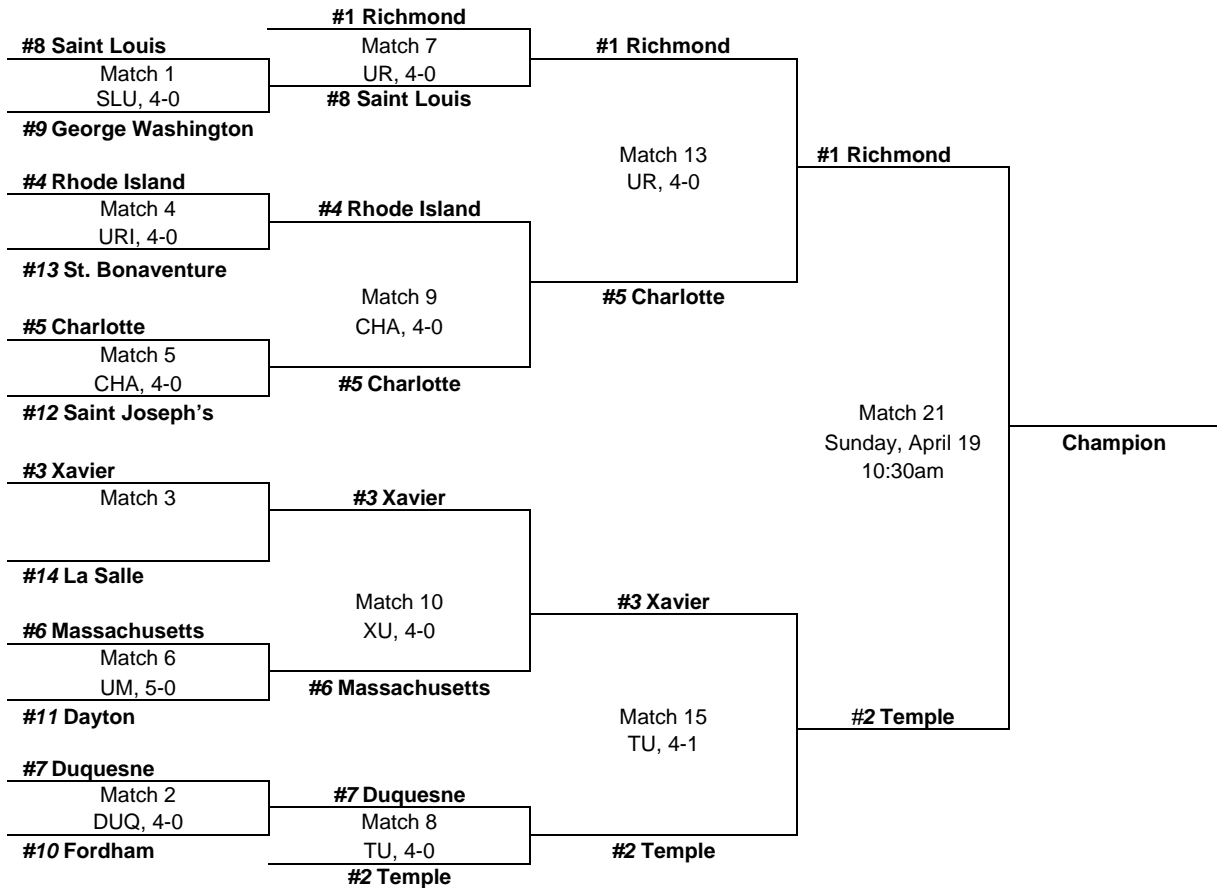 #1 Richmond
#8 Saint Louis
Match 7
#1 Richmond
Match 1
UR, 4-0
SLU, 4-0
#8 Saint Louis
#9 George Washington
Match 13
#1 Richmond
UR, 4-0
#4 Rhode Island
Match 4
#4 Rhode Island
URI, 4-0
#13 St. Bonaventure
Match 9
#5 Charlotte
CHA, 4-0
#5 Charlotte
Match 5
CHA, 4-0
#5 Charlotte
#12 Saint Joseph's
Match 21
Sunday, April 19
Champion
10:30am
#3 Xavier
Match 3
#3 Xavier
#14 La Salle
Match 10
#3 Xavier
XU, 4-0
#6 Massachusetts
Match 6
UM, 5-0
#6 Massachusetts
#11 Dayton
Match 15
#2 Temple
TU, 4-1
#7 Duquesne
Match 2
#7 Duquesne
DUQ, 4-0
Match 8
#10 Fordham
TU, 4-0
#2 Temple
#2 Temple